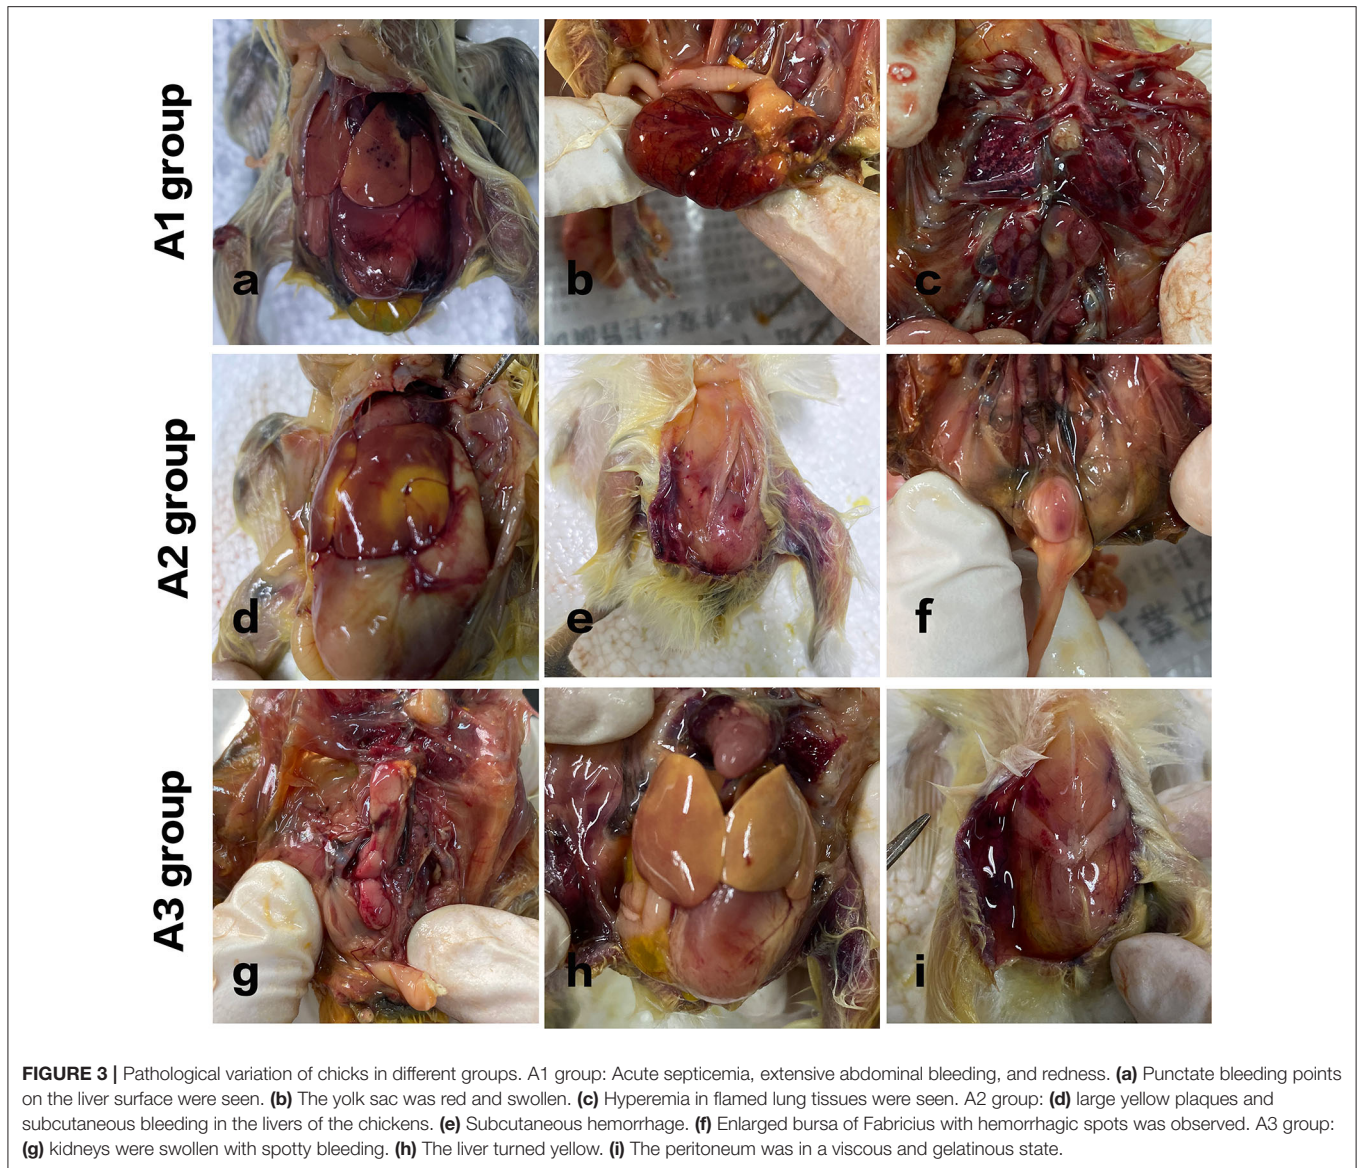 A1 group
a
b
c
A2 group
d
e
f
A3 group
g
h
i
FIGURE 3 | Pathological variation of chicks in different groups. A1 group: Acute septicemia, extensive abdominal bleeding, and redness. (a) Punctate bleeding points
on the liver surface were seen. (b) The yolk sac was red and swollen. (c) Hyperemia in flamed lung tissues were seen. A2 group: (d) large yellow plaques and
subcutaneous bleeding in the livers of the chickens. (e) Subcutaneous hemorrhage. (f) Enlarged bursa of Fabricius with hemorrhagic spots was observed. A3 group:
(g) kidneys were swollen with spotty bleeding. (h) The liver turned yellow. (i) The peritoneum was in a viscous and gelatinous state.